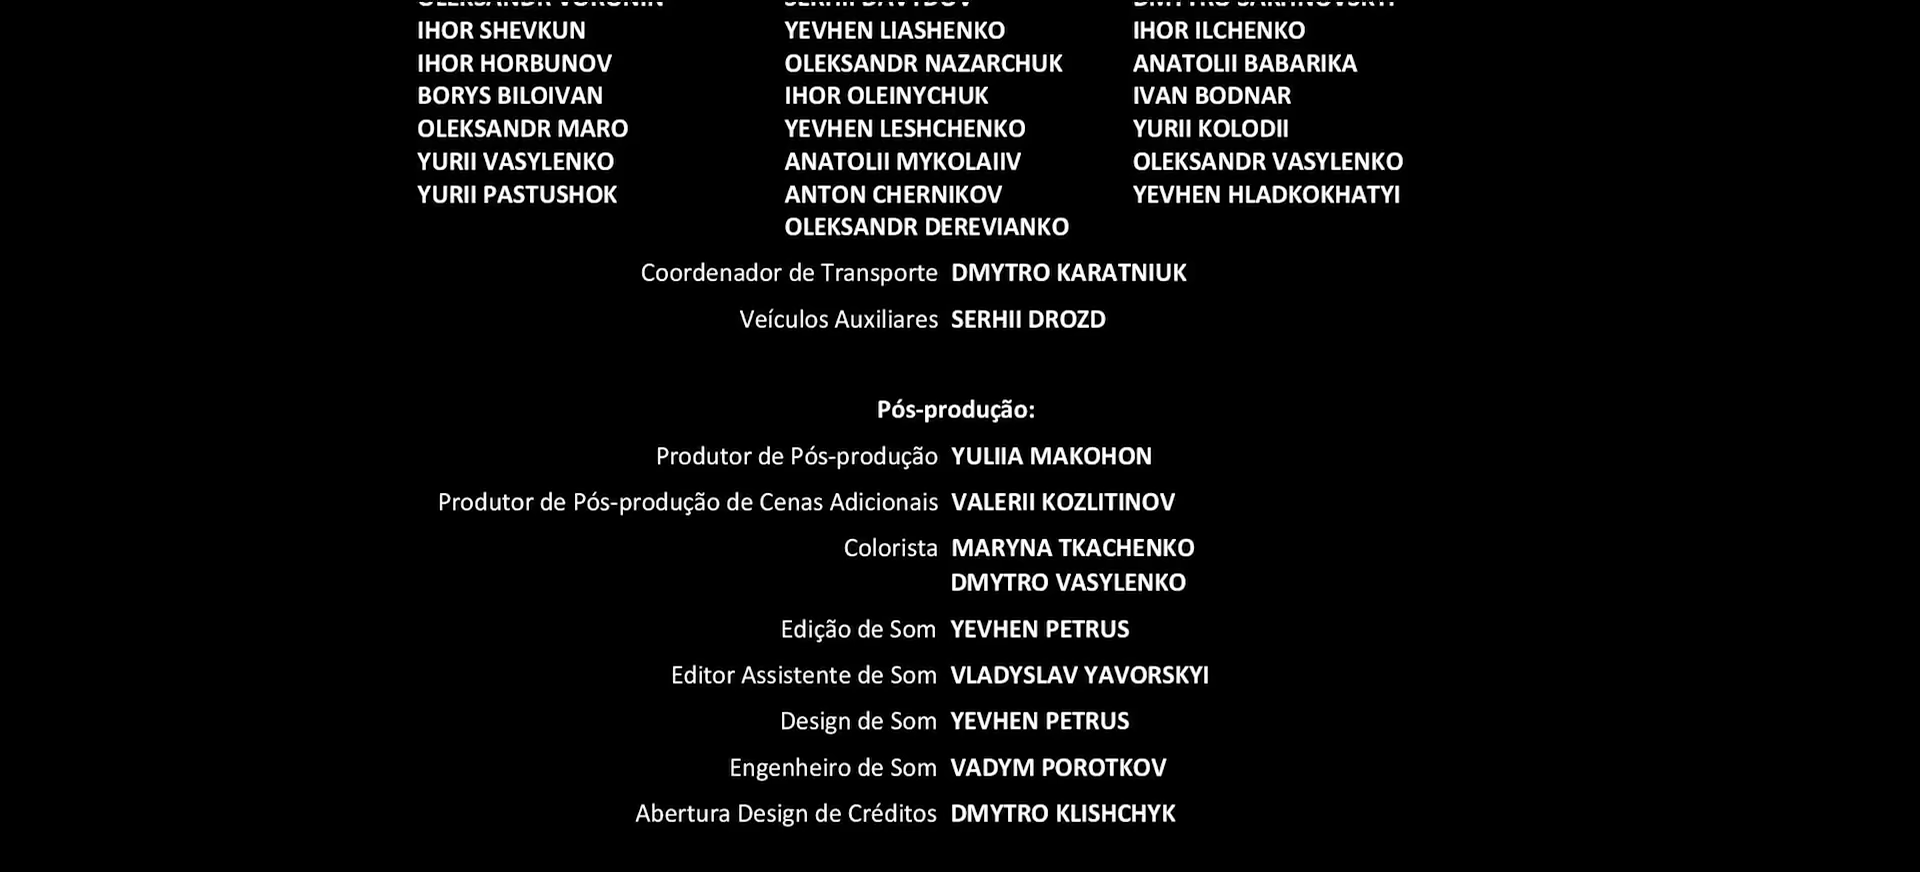 OLEKSANDR VORONIN SERHII DAVYDOV
IHOR SHEVKUN YEVHEN LIASHENKO IHOR ILCHENKO
IHOR HORBUNOV OLEKSANDR NAZARCHUK ANATOLII BABARIKA
BORYS BILOIVAN IHOR OLEINYCHUK IVAN BODNAR
OLEKSANDR MARO YEVHEN LESHCHENKO YURII KOLODII
YURII VASYLENKO ANATOLII MYKOLAIIV OLEKSANDR VASYLENKO
YURII PASTUSHOK ANTON CHERNIKOV YEVHEN HLADKOKHATYI
OLEKSANDR DEREVIANKO
Coordenador de Transporte DMYTRO KARATNIUK
Veículos Auxiliares SERHII DROZD
Pós-produção:
Produtor de Pós-produção YULIIA MAKOHON
Produtor de Pós-produção de Cenas Adicionais VALERII KOZLITINOV
Colorista MARYNA TKACHENKO
DMYTRO VASYLENKO
Edição de Som YEVHEN PETRUS
Editor Assistente de Som VLADYSLAV YAVORSKYI
Design de Som YEVHEN PETRUS
Engenheiro de Som VADYM POROTKOV
Abertura Design de Créditos DMYTRO KLISHCHYK